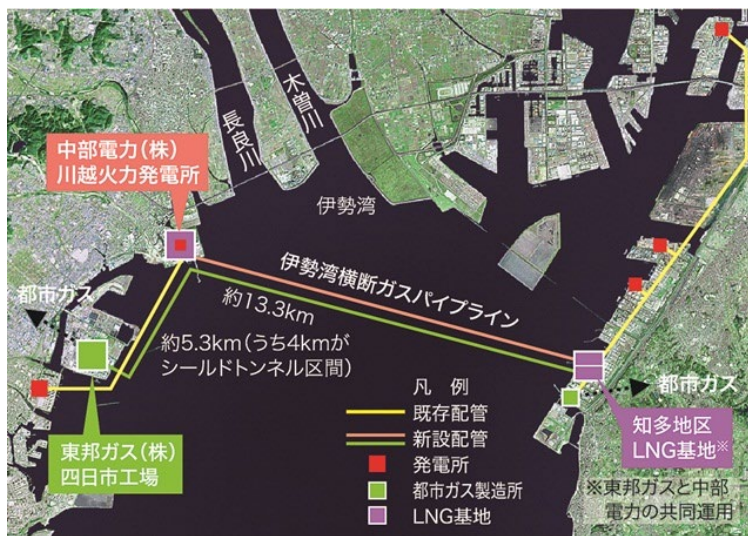 木曽川
長良川
中部電力(株)
川越火力発電所
伊勢湾
伊勢湾横断ガスパイプライン
都市ガス
約13.3km
約5.3km(うち4kmが
シールドトンネル区間)
東邦ガス(株)
四日市工場
凡 例
既存配管
新設配管
発電所
都市ガス製造所
LNG基地
都市ガス
知多地区
LNG基地※
※東邦ガスと中部
電力の共同運用